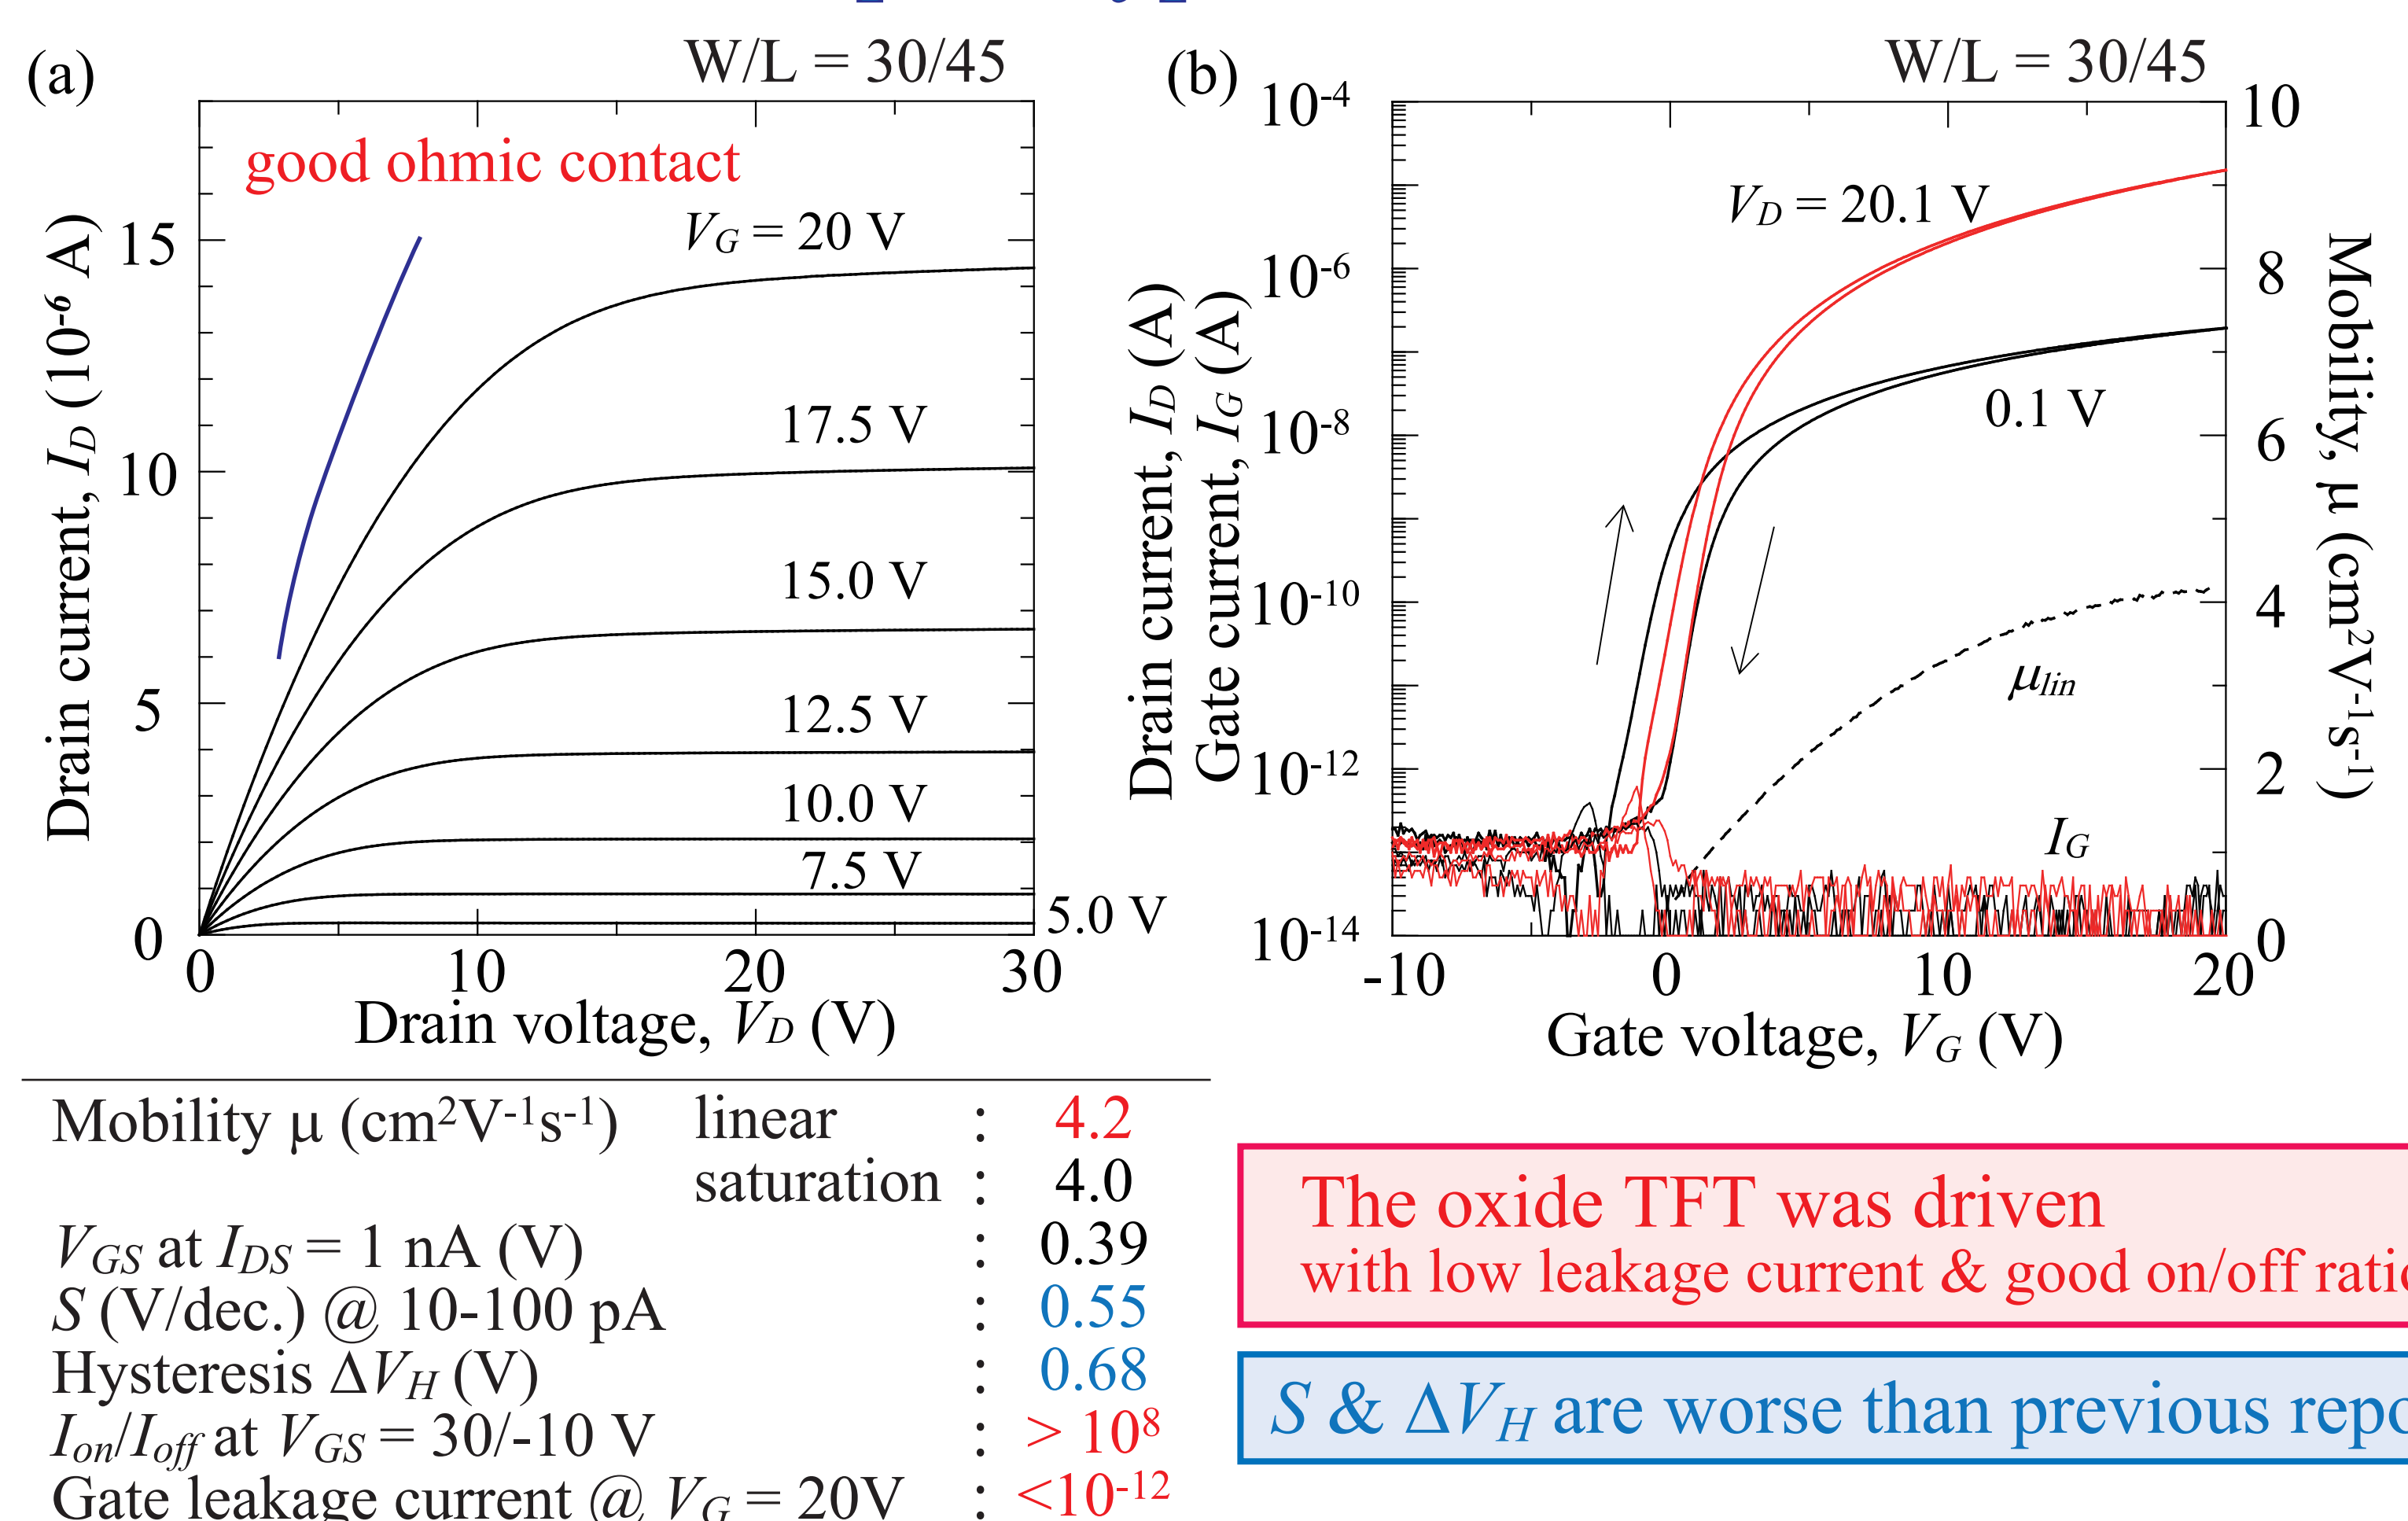 (a)
W/L = 30/45
good ohmic contact
V_G = 20 V
17.5 V
15.0 V
12.5 V
10.0 V
7.5 V
5.0 V
Drain current, I_D (10^-6 A)
15
10
5
0
0 10 20 30
Drain voltage, V_D (V)
(b)
W/L = 30/45
V_D = 20.1 V
0.1 V
μ_lin
I_G
Drain current, I_D (A)
Gate current, I_G (A)
10^-4
10^-6
10^-8
10^-10
10^-12
10^-14
Mobility, μ (cm^2V^-1s^-1)
10
8
6
4
2
0
-10 0 10 20
Gate voltage, V_G (V)
Mobility μ (cm^2V^-1s^-1) linear : 4.2
saturation : 4.0
V_GS at I_DS = 1 nA (V) : 0.39
S (V/dec.) @ 10-100 pA : 0.55
Hysteresis ΔV_H (V) : 0.68
I_on/I_off at V_GS = 30/-10 V : > 10^8
Gate leakage current @ V_G = 20V : <10^-12
The oxide TFT was driven
with low leakage current & good on/off
S & ΔV_H are worse than previous